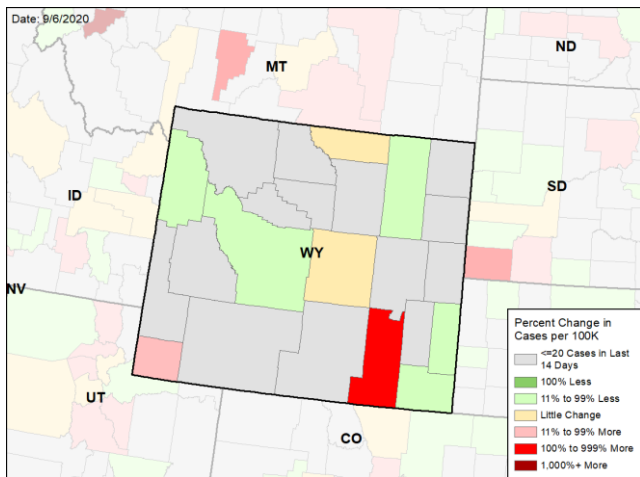 Date: 9/6/2020
ND
MT
ID
SD
WY
NV
UT
CO
Percent Change in
Cases per 100K
<=20 Cases in Last
14 Days
100% Less
11% to 99% Less
Little Change
11% to 99% More
100% to 999% More
1,000%+ More